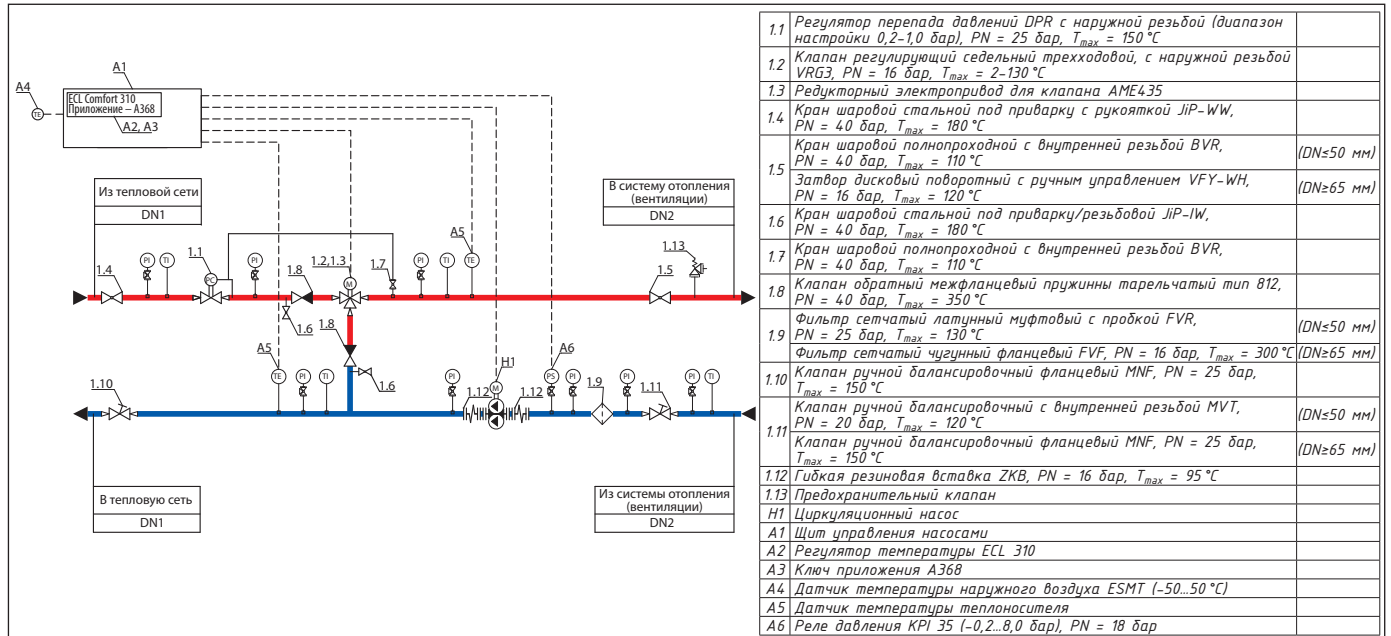 A1
A4
TE
ECL Comfort 310
Приложение – А368
A2, A3
Из тепловой сети
DN1
В систему отопления
(вентиляции)
DN2
1.4
PI
TI
1.1
PC
PI
1.8
1.6
1.2,1.3
M
1.7
PI
TI
A5
TE
1.5
1.13
1.8
1.6
1.10
A5
TE
PI
TI
PI
1.12
H1
M
1.12
A6
PS
PI
1.9
PI
1.11
PI
TI
В тепловую сеть
DN1
Из системы отопления
(вентиляции)
DN2
1.1 Регулятор перепада давлений DPR с наружной резьбой (диапазон
настройки 0,2–1,0 бар), PN = 25 бар, Tmax = 150 °C
1.2 Клапан регулирующий седельный трехходовой, с наружной резьбой
VRG3, PN = 16 бар, Tmax = 2–130 °C
1.3 Редукторный электропривод для клапана AME435
1.4 Кран шаровой стальной под приварку с рукояткой JiP-WW,
PN = 40 бар, Tmax = 180 °C
1.5 Кран шаровой полнопроходной с внутренней резьбой BVR,
PN = 40 бар, Tmax = 110 °C (DN≤50 мм)
Затвор дисковый поворотный с ручным управлением VFY-WH,
PN = 16 бар, Tmax = 120 °C (DN≥65 мм)
1.6 Кран шаровой стальной под приварку/резьбовой JiP-IW,
PN = 40 бар, Tmax = 180 °C
1.7 Кран шаровой полнопроходной с внутренней резьбой BVR,
PN = 40 бар, Tmax = 110 °C
1.8 Клапан обратный межфланцевый пружинны тарельчатый тип 812,
PN = 40 бар, Tmax = 350 °C
1.9 Фильтр сетчатый латунный муфтовый с пробкой FVR,
PN = 25 бар, Tmax = 130 °C (DN≤50 мм)
Фильтр сетчатый чугунный фланцевый FVF, PN = 16 бар, Tmax = 300 °C (DN≥65 мм)
1.10 Клапан ручной балансировочный фланцевый MNF, PN = 25 бар,
Tmax = 150 °C
1.11 Клапан ручной балансировочный с внутренней резьбой MVT,
PN = 20 бар, Tmax = 120 °C (DN≤50 мм)
Клапан ручной балансировочный фланцевый MNF, PN = 25 бар,
Tmax = 150 °C (DN≥65 мм)
1.12 Гибкая резиновая вставка ZKB, PN = 16 бар, Tmax = 95 °C
1.13 Предохранительный клапан
H1 Циркуляционный насос
A1 Щит управления насосами
A2 Регулятор температуры ECL 310
A3 Ключ приложения А368
A4 Датчик температуры наружного воздуха ESMT (-50...50 °C)
A5 Датчик температуры теплоносителя
A6 Реле давления KPI 35 (-0,2...8,0 бар), PN = 18 бар